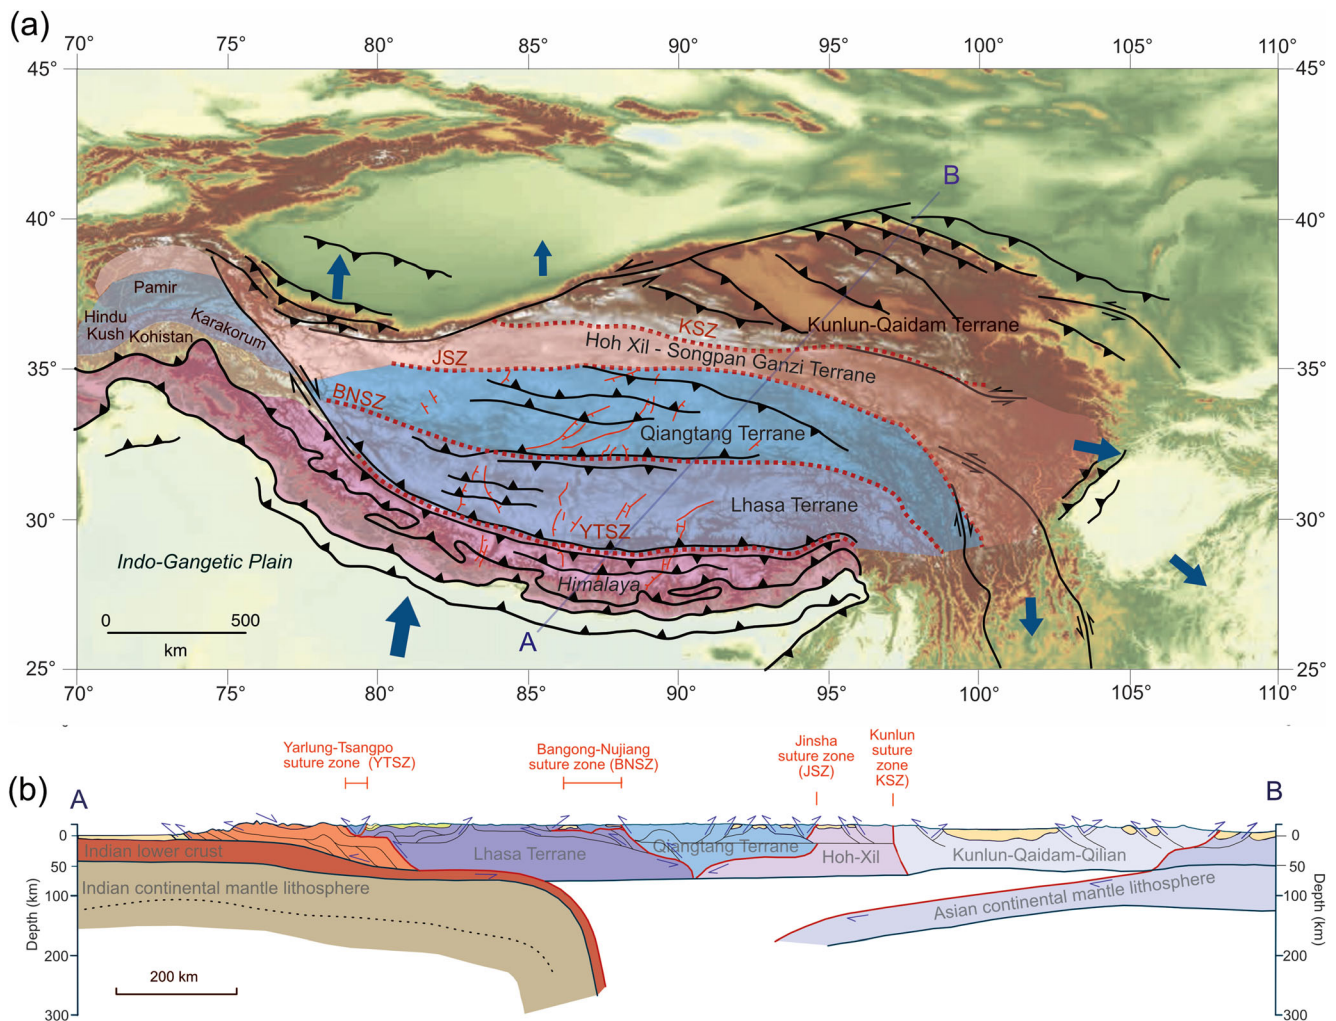 (a)
70° 75° 80° 85° 90° 95° 100° 105° 110°
45° 45°
B
40° 40°
Pamir
Hindu
Kush Kohistan
Karakorum
KSZ
Kunlun-Qaidam Terrane
Hoh Xil - Songpan Ganzi Terrane
JSZ
35° 35°
BNSZ
Qiangtang Terrane
Lhasa Terrane
30° 30°
YTSZ
Indo-Gangetic Plain
Himalaya
0 500
km
A
25° 25°
70° 75° 80° 85° 90° 95° 100° 105° 110°
Yarlung-Tsangpo
suture zone (YTSZ)
Bangong-Nujiang
suture zone (BNSZ)
Jinsha
suture zone
(JSZ)
Kunlun
suture
zone
KSZ)
(b)
A B
0 0
Indian lower crust
Lhasa Terrane
Qiangtang Terrane
Hoh-Xil
Kunlun-Qaidam-Qilian
50 50
Indian continental mantle lithosphere
Asian continental mantle lithosphere
100 100
Depth (km)
Depth (km)
200 200
200 km
300 300